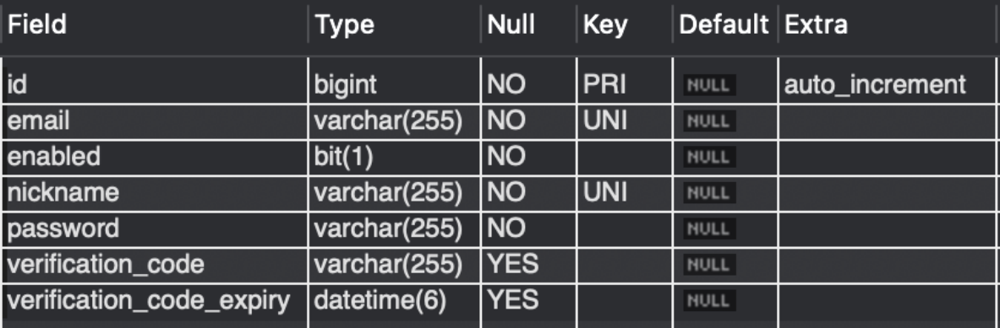 Field Type Null Key Default Extra
id bigint NO PRI NULL auto_increment
email varchar(255) NO UNI NULL
enabled bit(1) NO NULL
nickname varchar(255) NO UNI NULL
password varchar(255) NO NULL
verification_code varchar(255) YES NULL
verification_code_expiry datetime(6) YES NULL